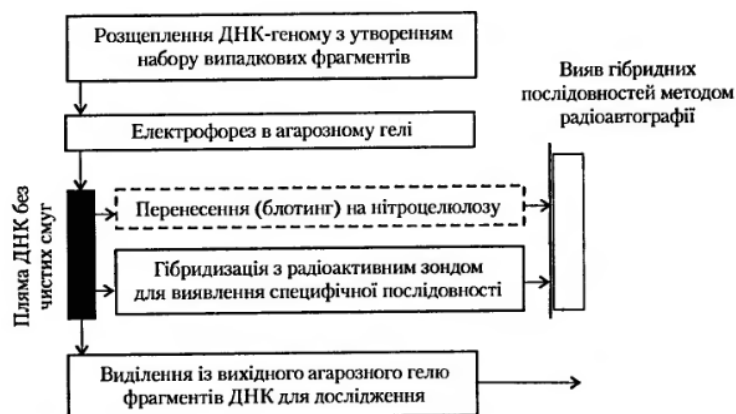 Розщеплення ДНК-геному з утворенням
набору випадкових фрагментів
Вияв гібридних
послідовностей методом
радіоавтографії
Електрофорез в агарозному гелі
Пляма ДНК без
чистих смуг
Перенесення (блотинг) на нітроцелюлозу
Гібридизація з радіоактивним зондом
для виявлення специфічної послідовності
Виділення із вихідного агарозного гелю
фрагментів ДНК для дслідження